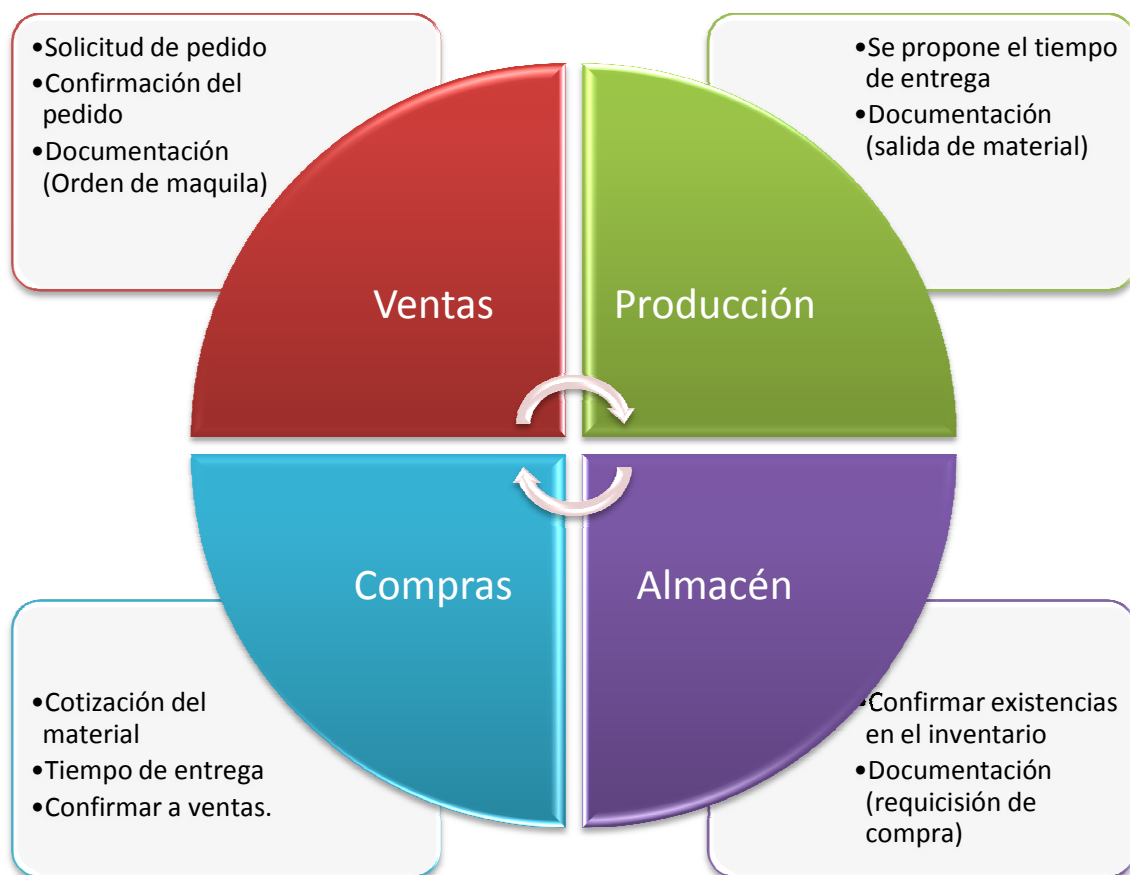 •Solicitud de pedido
•Confirmación del
pedido
•Documentación
(Orden de maquila)
•Se propone el tiempo
de entrega
•Documentación
(salida de material)
Ventas
Producción
Compras
Almacén
•Cotización del
material
•Tiempo de entrega
•Confirmar a ventas.
•Confirmar existencias
en el inventario
•Documentación
(requicisión de
compra)